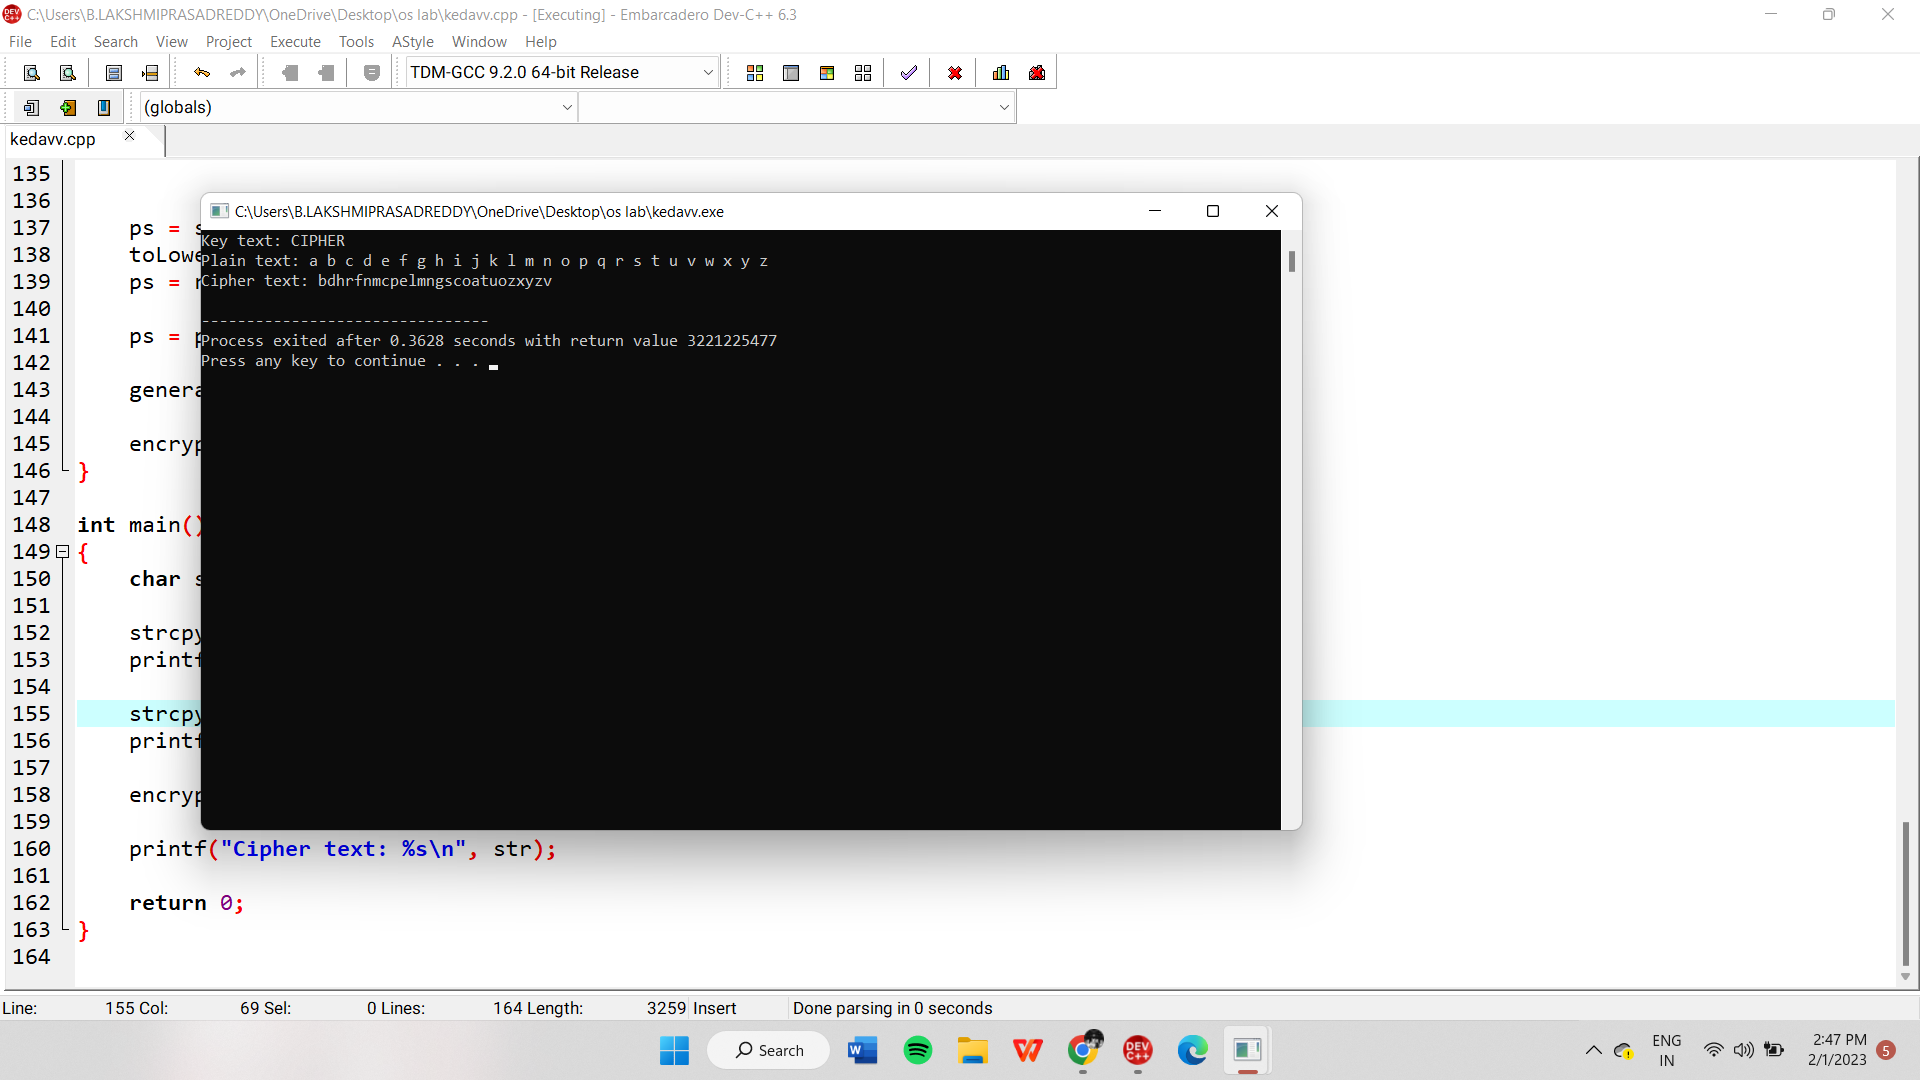 DEV C++ C:\Users\B.LAKSHMIPRASADREDDY\OneDrive\Desktop\os lab\kedavv.cpp - [Executing] - Embarcadero Dev-C++ 6.3
File Edit Search View Project Execute Tools AStyle Window Help
TDM-GCC 9.2.0 64-bit Release
(globals)
kedavv.cpp
135
136
C:\Users\B.LAKSHMIPRASADREDDY\OneDrive\Desktop\os lab\kedavv.exe
137 ps =
Key text: CIPHER
138 toLowe
Plain text: a b c d e f g h i j k l m n o p q r s t u v w x y z
139 ps =
Cipher text: bdhrfnmcpelmngscoatuozxyzv
140
--------------------------------
141 ps =
Process exited after 0.3628 seconds with return value 3221225477
142
Press any key to continue . . .
143 genera
144
145 encryp
146 }
147
148 int main()
149 {
150 char s
151
152 strcpy
153 printf
154
155 strcpy
156 printf
157
158 encryp
159
160 printf("Cipher text: %s\n", str);
161
162 return 0;
163 }
164
Line: 155 Col: 69 Sel: 0 Lines: 164 Length: 3259 Insert Done parsing in 0 seconds
Search
DEV C++
ENG
IN
2:47 PM
2/1/2023
5